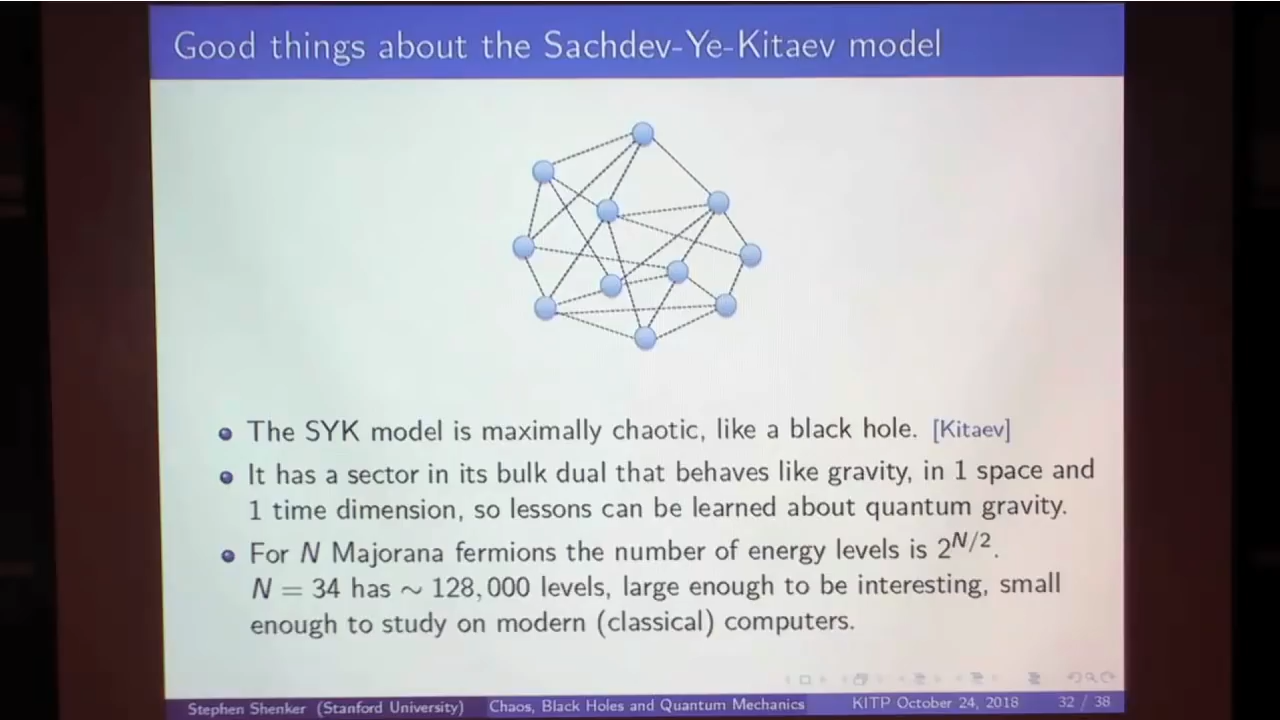 Good things about the Sachdev-Ye-Kitaev model
The SYK model is maximally chaotic, like a black hole. [Kitaev]
It has a sector in its bulk dual that behaves like gravity, in 1 space and
1 time dimension, so lessons can be learned about quantum gravity.
For N Majorana fermions the number of energy levels is 2^{N/2}.
N = 34 has ∼ 128,000 levels, large enough to be interesting, small
enough to study on modern (classical) computers.
Stephen Shenker (Stanford University) Chaos, Black Holes and Quantum Mechanics KITP October 24, 2018 32 / 38